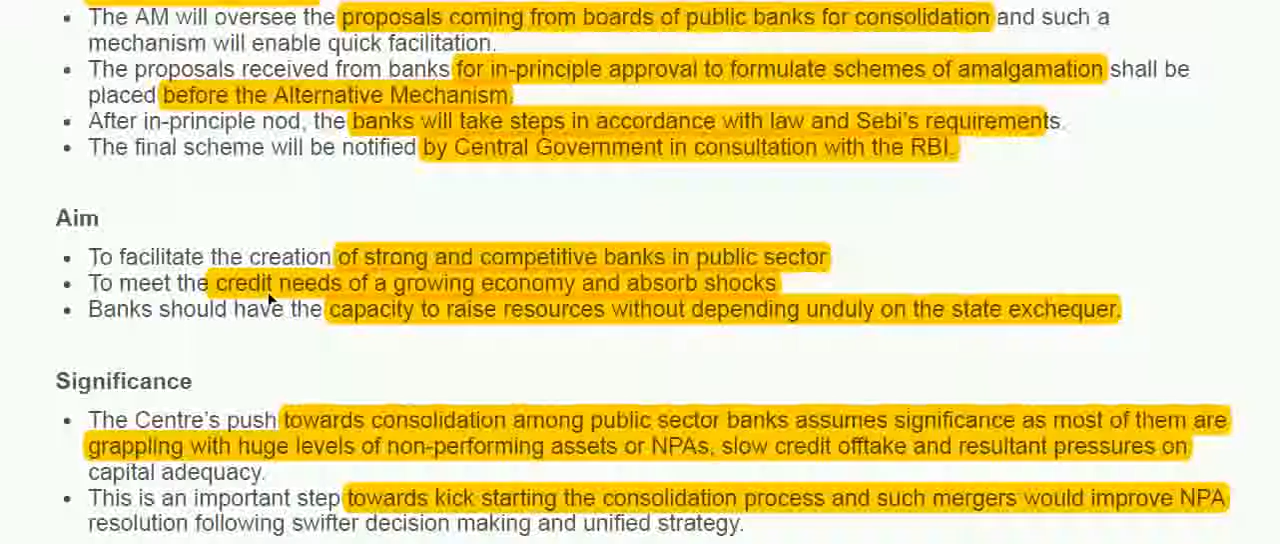 The AM will oversee the proposals coming from boards of public banks for consolidation and such a
mechanism will enable quick facilitation.
The proposals received from banks for in-principle approval to formulate schemes of amalgamation shall be
placed before the Alternative Mechanism.
After in-principle nod, the banks will take steps in accordance with law and Sebi's requirements.
The final scheme will be notified by Central Government in consultation with the RBI.
Aim
To facilitate the creation of strong and competitive banks in public sector
To meet the credit needs of a growing economy and absorb shocks
Banks should have the capacity to raise resources without depending unduly on the state exchequer.
Significance
The Centre's push towards consolidation among public sector banks assumes significance as most of them are
grappling with huge levels of non-performing assets or NPAs, slow credit offtake and resultant pressures on
capital adequacy.
This is an important step towards kick starting the consolidation process and such mergers would improve NPA
resolution following swifter decision making and unified strategy.